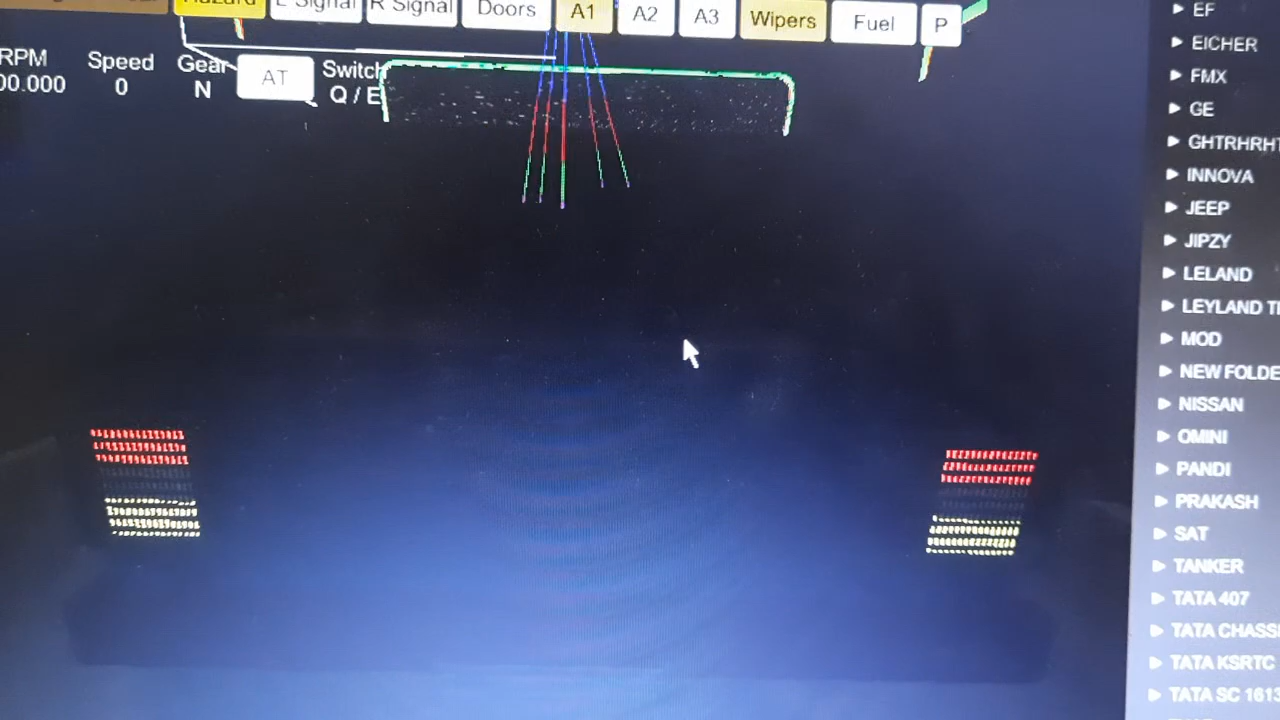 Hazard
L Signal
R Signal
Doors
A1
A2
A3
Wipers
Fuel
P
RPM
00.000
Speed
0
Gear
N
AT
Switch
Q / E
EF
EICHER
FMX
GE
GHTRHRHT
INNOVA
JEEP
JIPZY
LELAND
LEYLAND TI
MOD
NEW FOLDE
NISSAN
OMINI
PANDI
PRAKASH
SAT
TANKER
TATA 407
TATA CHASSI
TATA KSRTC
TATA SC 1613